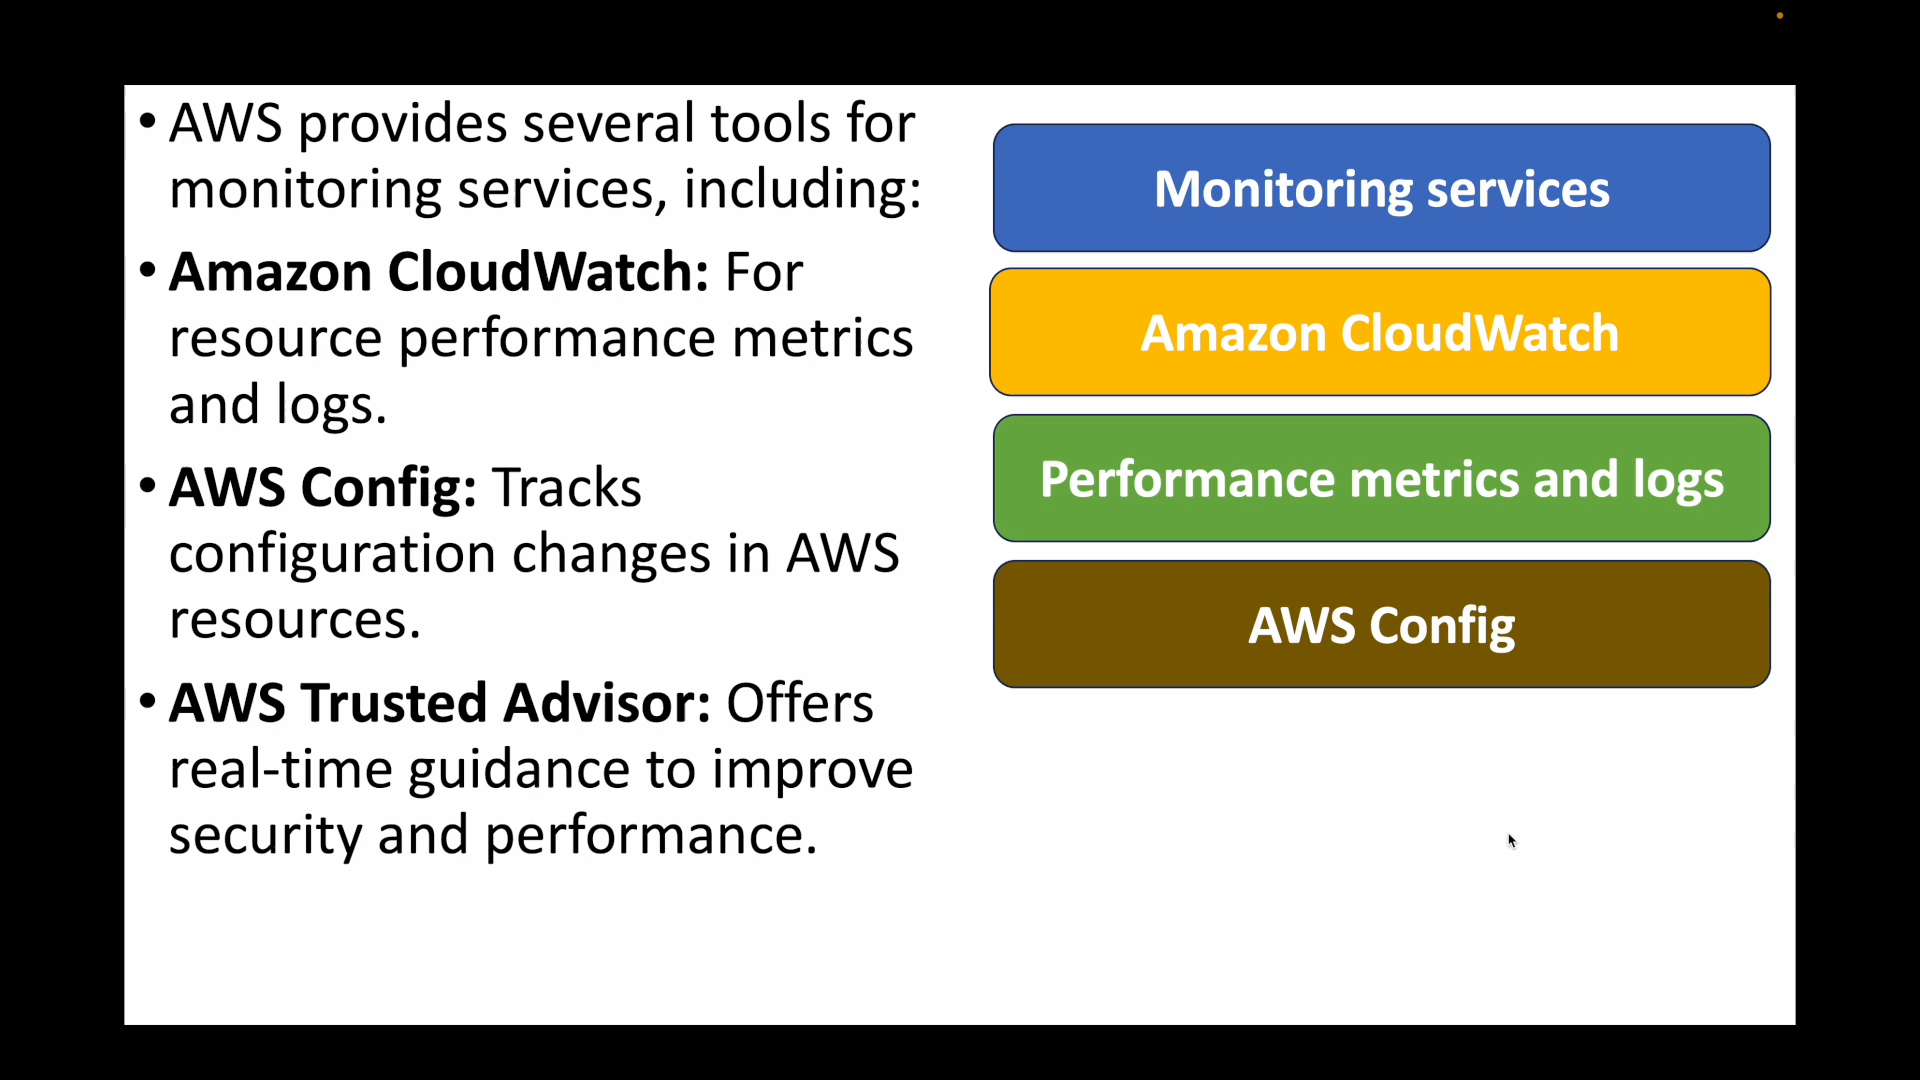 • AWS provides several tools for
monitoring services, including:
• Amazon CloudWatch: For
resource performance metrics
and logs.
• AWS Config: Tracks
configuration changes in AWS
resources.
• AWS Trusted Advisor: Offers
real-time guidance to improve
security and performance.
Monitoring services
Amazon CloudWatch
Performance metrics and logs
AWS Config